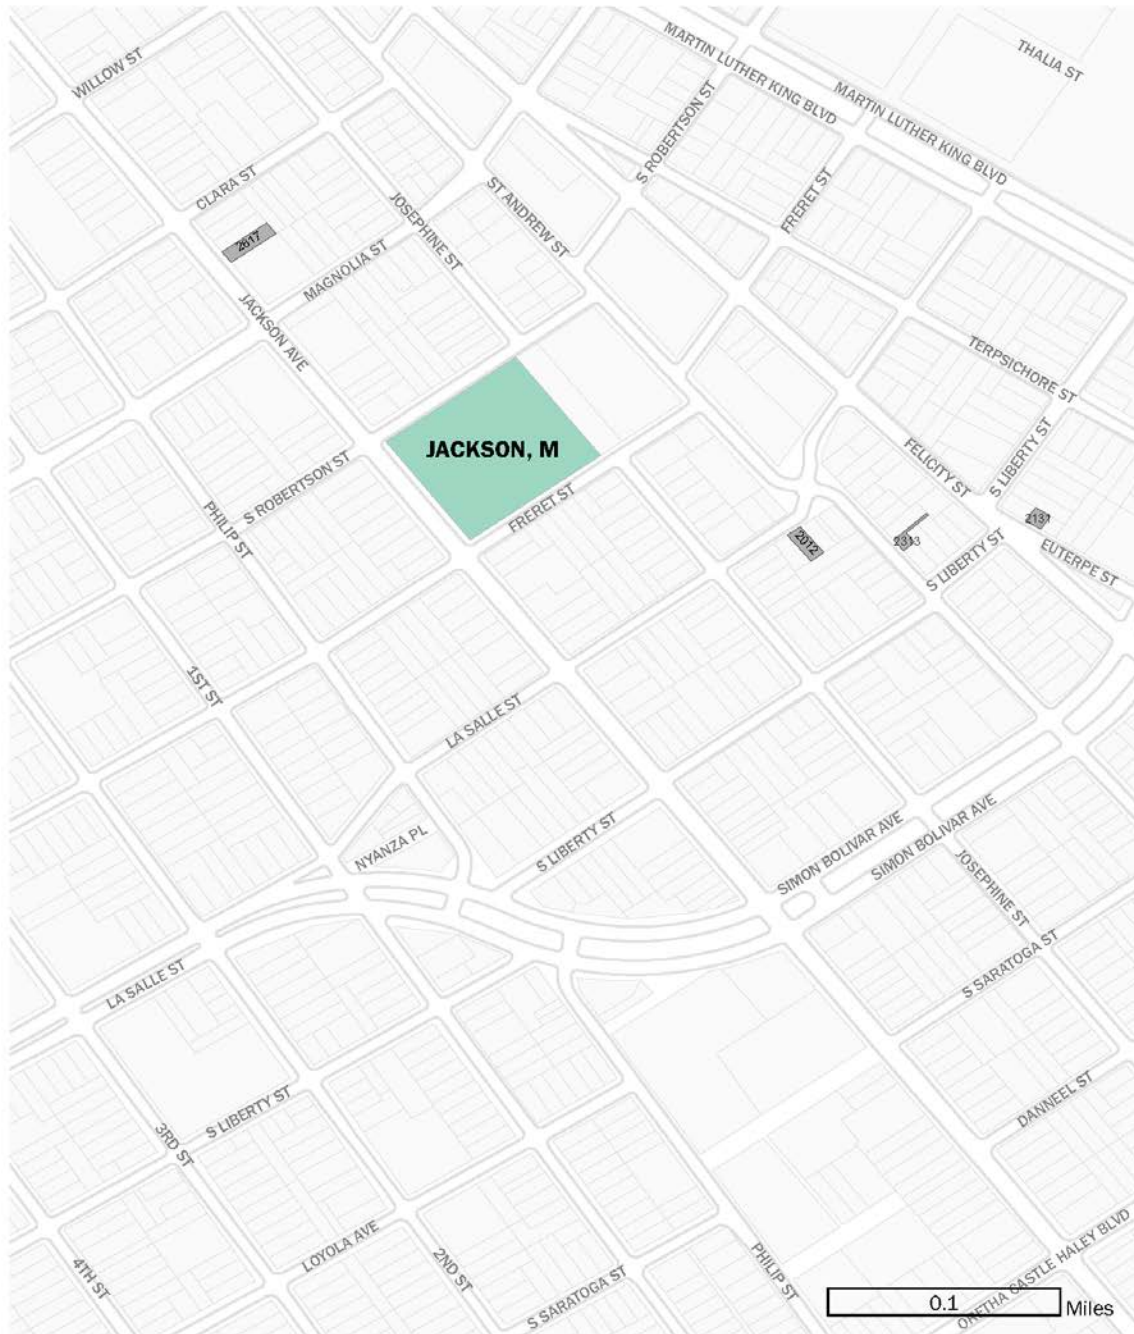 WILLOW ST
MARTIN LUTHER KING BLVD
THALIA ST
MARTIN LUTHER KING BLVD
S ROBERTSON ST
CLARA ST
JOSEPHINE ST
ST ANDREW ST
FRERET ST
2617
MAGNOLIA ST
JACKSON AVE
TERPSICHORE ST
JACKSON, M
FELICITY ST
S LIBERTY ST
S ROBERTSON ST
PHILIP ST
FRERET ST
2012
2313
2131
S LIBERTY ST
EUTERPE ST
1ST ST
LA SALLE ST
NYANZA PL
S LIBERTY ST
SIMON BOLIVAR AVE
SIMON BOLIVAR AVE
JOSEPHINE ST
S SARATOGA ST
LA SALLE ST
S LIBERTY ST
DANNEEL ST
3RD ST
LOYOLA AVE
2ND ST
4TH ST
S SARATOGA ST
PHILIP ST
ORETHA CASTLE HALEY BLVD
0.1
Miles